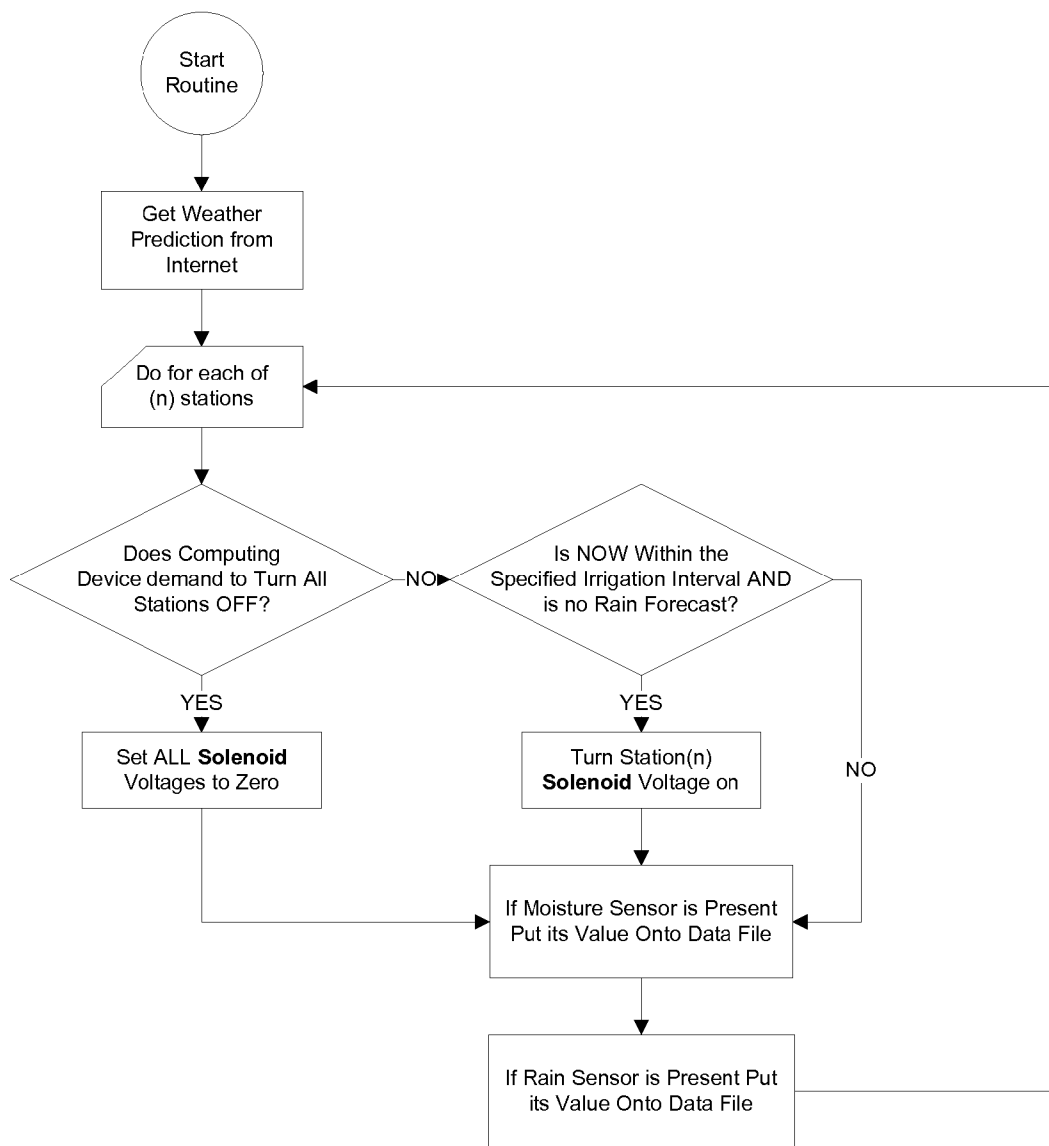 Start
Routine
Get Weather
Prediction from
Internet
Do for each of
(n) stations
Does Computing
Device demand to Turn All
Stations OFF?
NO
Is NOW Within the
Specified Irrigation Interval AND
is no Rain Forecast?
YES
YES
Set ALL Solenoid
Voltages to Zero
Turn Station(n)
Solenoid Voltage on
NO
If Moisture Sensor is Present
Put its Value Onto Data File
If Rain Sensor is Present Put
its Value Onto Data File